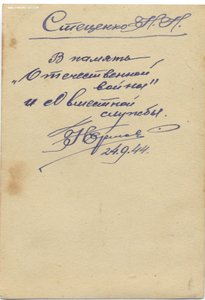 Стеценко Н. Н.
В память
„Отечественной
войны"
и совместной
службы.
24.9.44.